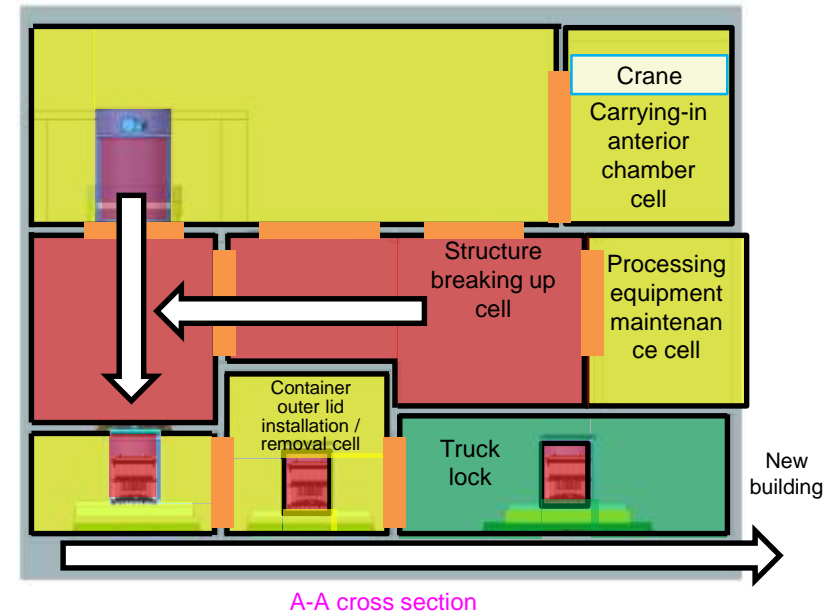 Crane
Carrying-in
anterior
chamber
cell
Structure
breaking up
cell
Processing
equipment
maintenan
ce cell
Container
outer lid
installation /
removal cell
Truck
lock
New
building
A-A cross section